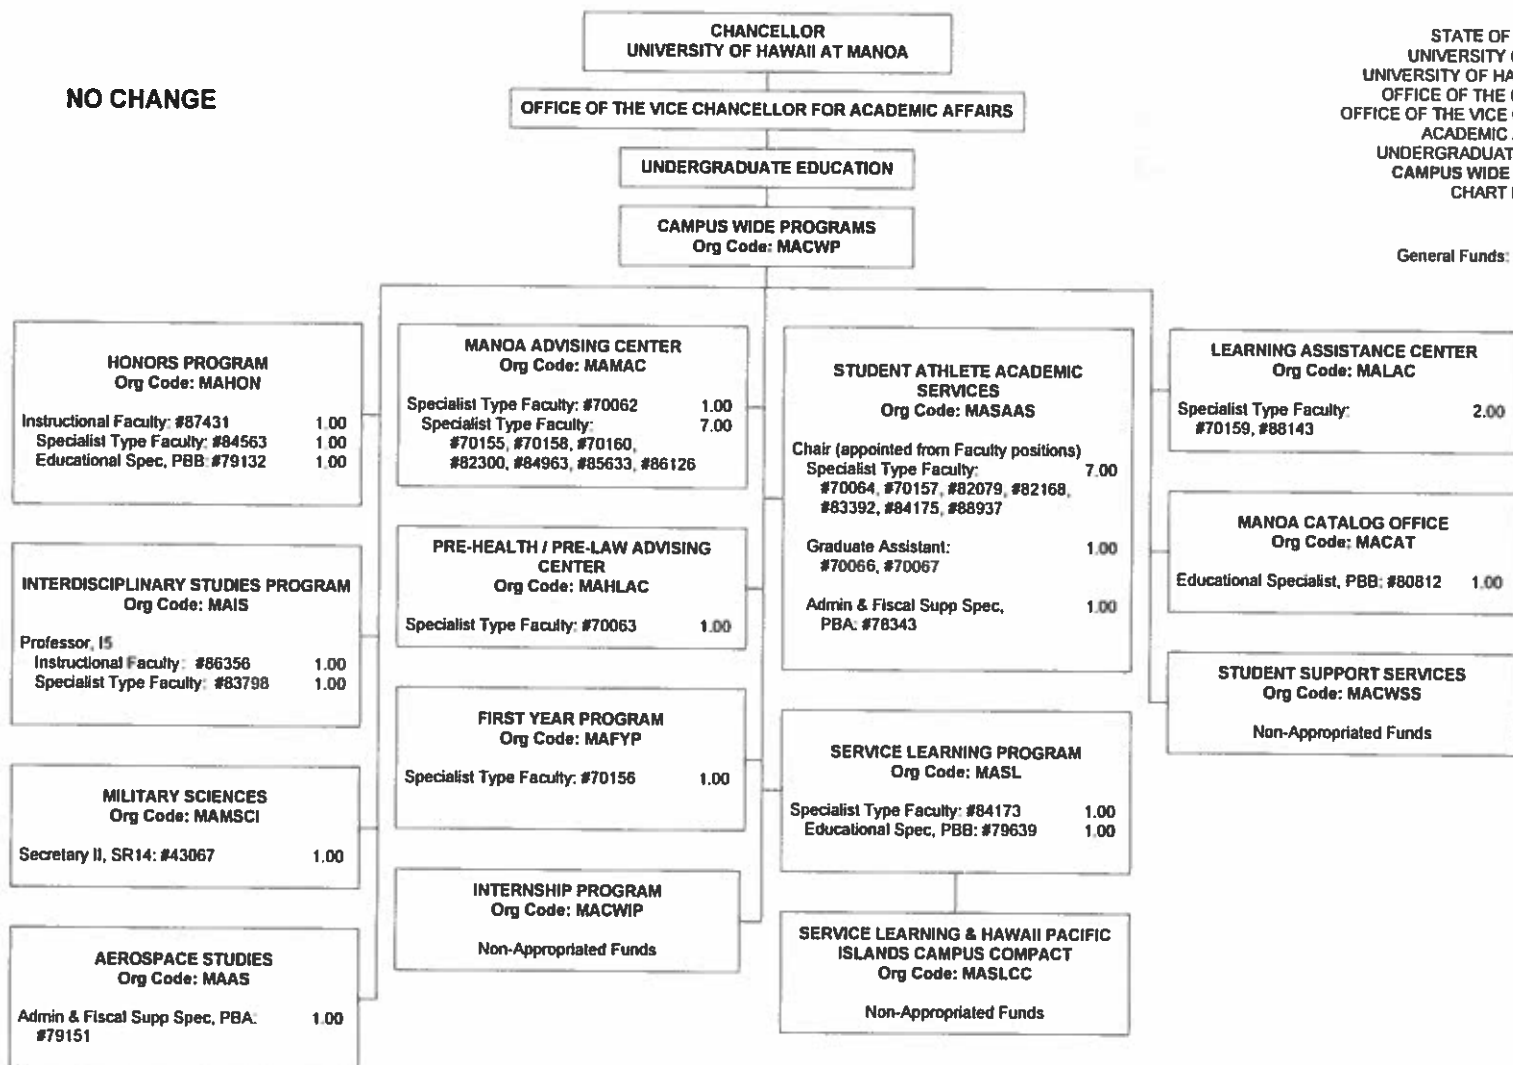 NO CHANGE
CHANCELLOR
UNIVERSITY OF HAWAII AT MANOA
OFFICE OF THE VICE CHANCELLOR FOR ACADEMIC AFFAIRS
UNDERGRADUATE EDUCATION
CAMPUS WIDE PROGRAMS
Org Code: MACWP
STATE OF
UNIVERSITY
UNIVERSITY OF HA
OFFICE OF THE
OFFICE OF THE VICE
ACADEMIC
UNDERGRADUAT
CAMPUS WIDE
CHART
General Funds:
HONORS PROGRAM
Org Code: MAHON
Instructional Faculty: #87431 1.00
Specialist Type Faculty: #84563 1.00
Educational Spec, PBB: #79132 1.00
INTERDISCIPLINARY STUDIES PROGRAM
Org Code: MAIS
Professor, I5
Instructional Faculty: #86356 1.00
Specialist Type Faculty: #83798 1.00
MILITARY SCIENCES
Org Code: MAMSCI
Secretary II, SR14: #43067 1.00
AEROSPACE STUDIES
Org Code: MAAS
Admin & Fiscal Supp Spec, PBA: 1.00
#79151
MANOA ADVISING CENTER
Org Code: MAMAC
Specialist Type Faculty: #70062 1.00
Specialist Type Faculty: 7.00
#70155, #70158, #70160,
#82300, #84963, #85633, #86126
PRE-HEALTH / PRE-LAW ADVISING
CENTER
Org Code: MAHLAC
Specialist Type Faculty: #70063 1.00
FIRST YEAR PROGRAM
Org Code: MAFYP
Specialist Type Faculty: #70156 1.00
INTERNSHIP PROGRAM
Org Code: MACWIP
Non-Appropriated Funds
STUDENT ATHLETE ACADEMIC
SERVICES
Org Code: MASAAS
Chair (appointed from Faculty positions)
Specialist Type Faculty: 7.00
#70064, #70157, #82079, #82168,
#83392, #84175, #88937
Graduate Assistant: 1.00
#70066, #70067
Admin & Fiscal Supp Spec, 1.00
PBA: #78343
SERVICE LEARNING PROGRAM
Org Code: MASL
Specialist Type Faculty: #84173 1.00
Educational Spec, PBB: #79639 1.00
SERVICE LEARNING & HAWAII PACIFIC
ISLANDS CAMPUS COMPACT
Org Code: MASLCC
Non-Appropriated Funds
LEARNING ASSISTANCE CENTER
Org Code: MALAC
Specialist Type Faculty: 2.00
#70159, #88143
MANOA CATALOG OFFICE
Org Code: MACAT
Educational Specialist, PBB: #80812 1.00
STUDENT SUPPORT SERVICES
Org Code: MACWSS
Non-Appropriated Funds